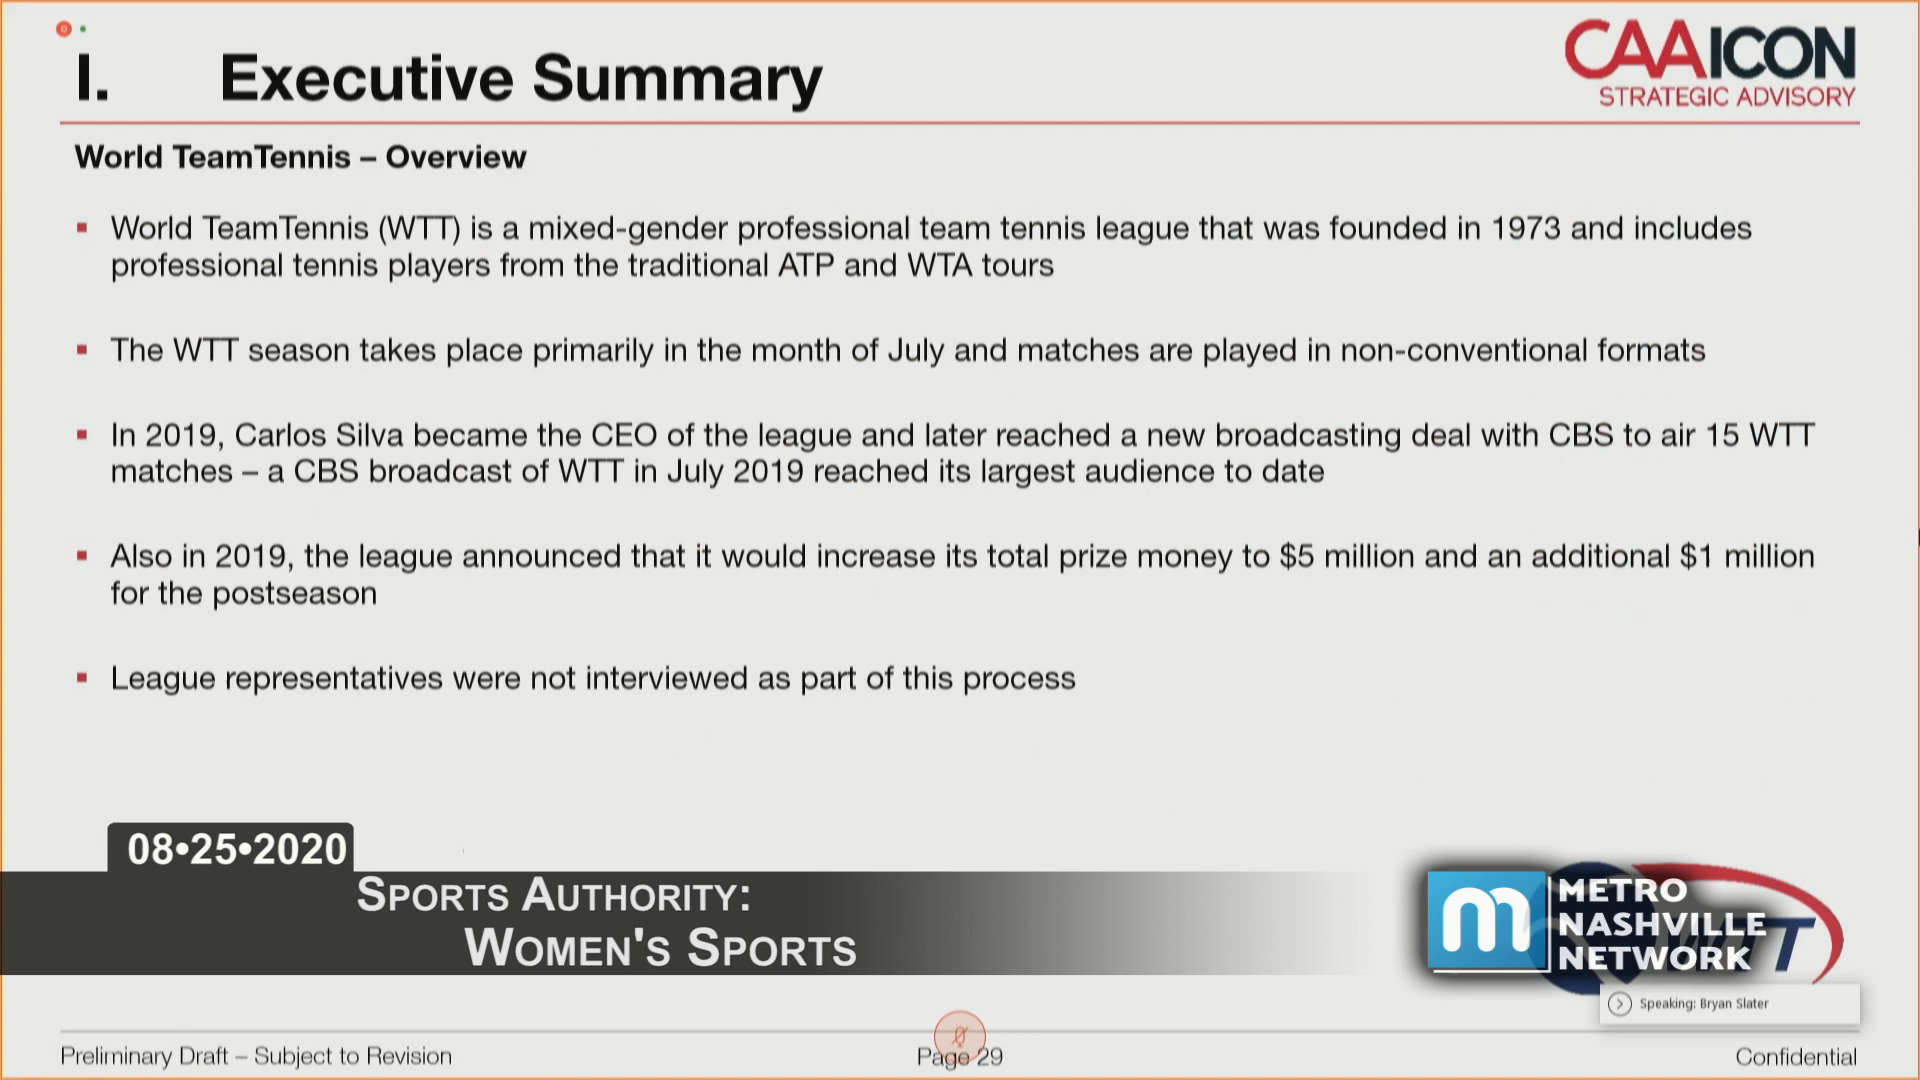 I. Executive Summary
CAAICON
STRATEGIC ADVISORY
World TeamTennis – Overview
▪ World TeamTennis (WTT) is a mixed-gender professional team tennis league that was founded in 1973 and includes
professional tennis players from the traditional ATP and WTA tours
▪ The WTT season takes place primarily in the month of July and matches are played in non-conventional formats
▪ In 2019, Carlos Silva became the CEO of the league and later reached a new broadcasting deal with CBS to air 15 WTT
matches – a CBS broadcast of WTT in July 2019 reached its largest audience to date
▪ Also in 2019, the league announced that it would increase its total prize money to $5 million and an additional $1 million
for the postseason
▪ League representatives were not interviewed as part of this process
08•25•2020
SPORTS AUTHORITY:
WOMEN'S SPORTS
m
METRO
NASHVILLE
NETWORK
WTT
Speaking: Bryan Slater
Preliminary Draft – Subject to Revision
Page 29
Confidential